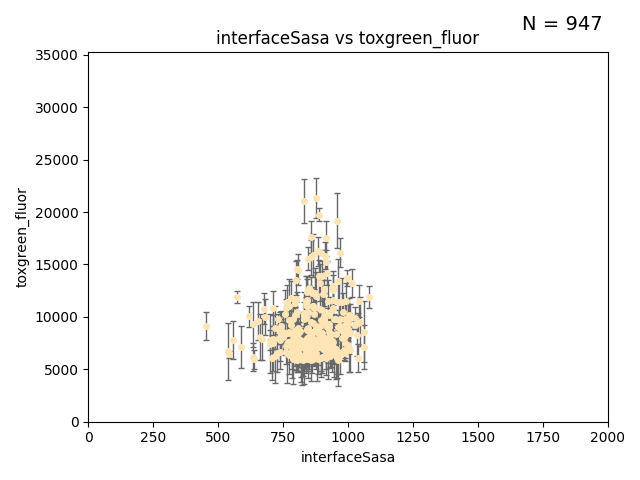 N = 947
interfaceSasa vs toxgreen_fluor
35000
30000
25000
20000
15000
10000
5000
0
toxgreen_fluor
0 250 500 750 1000 1250 1500 1750 2000
interfaceSasa